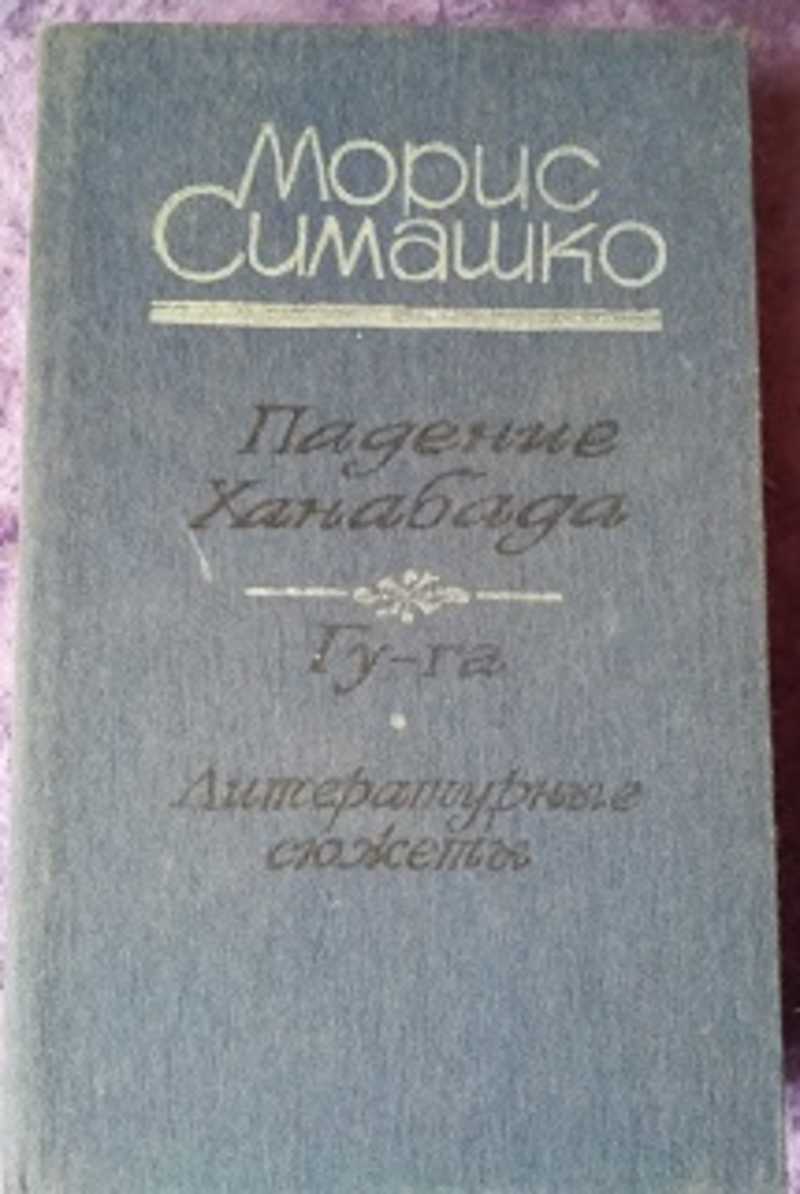 Морис
Симашко
Падение
Ханабада
Гу-га
Литературные
сюжеты